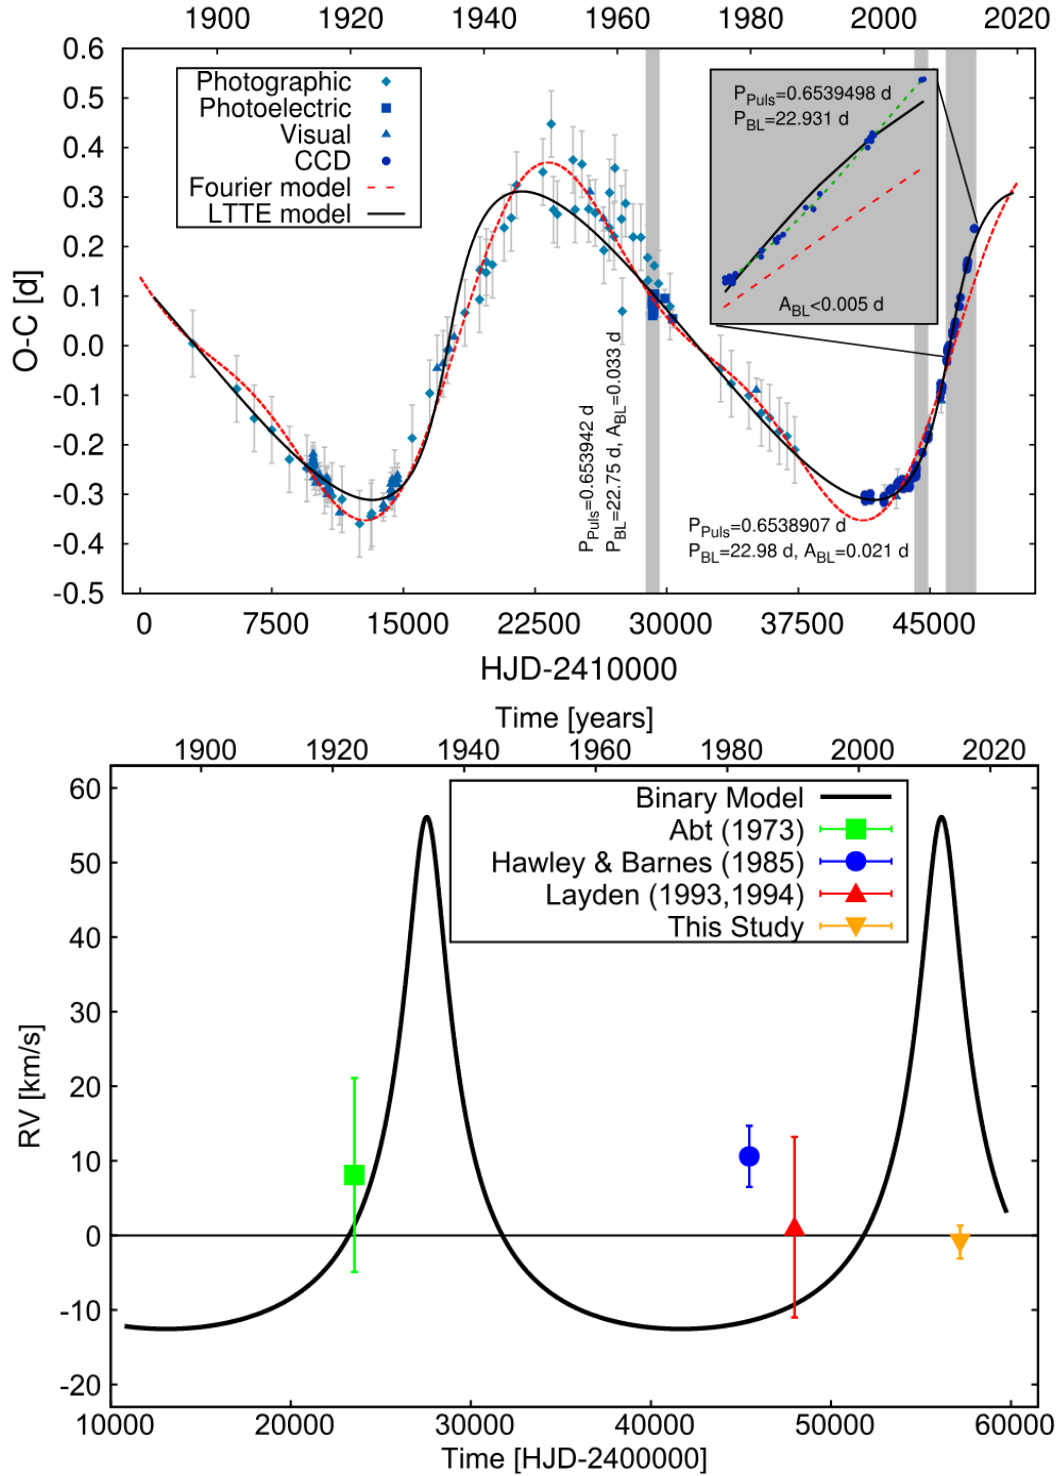 1900 1920 1940 1960 1980 2000 2020
0.6
0.5
0.4
0.3
0.2
0.1
0.0
-0.1
-0.2
-0.3
-0.4
-0.5
O-C [d]
Photographic
Photoelectric
Visual
CCD
Fourier model
LTTE model
P_Puls=0.6539498 d
P_BL=22.931 d
A_BL<0.005 d
P_Puls=0.653942 d
P_BL=22.75 d, A_BL=0.033 d
P_Puls=0.6538907 d
P_BL=22.98 d, A_BL=0.021 d
0 7500 15000 22500 30000 37500 45000
HJD-2410000
Time [years]
1900 1920 1940 1960 1980 2000 2020
60
50
40
30
20
10
0
-10
-20
RV [km/s]
Binary Model
Abt (1973)
Hawley & Barnes (1985)
Layden (1993,1994)
This Study
10000 20000 30000 40000 50000 60000
Time [HJD-2400000]